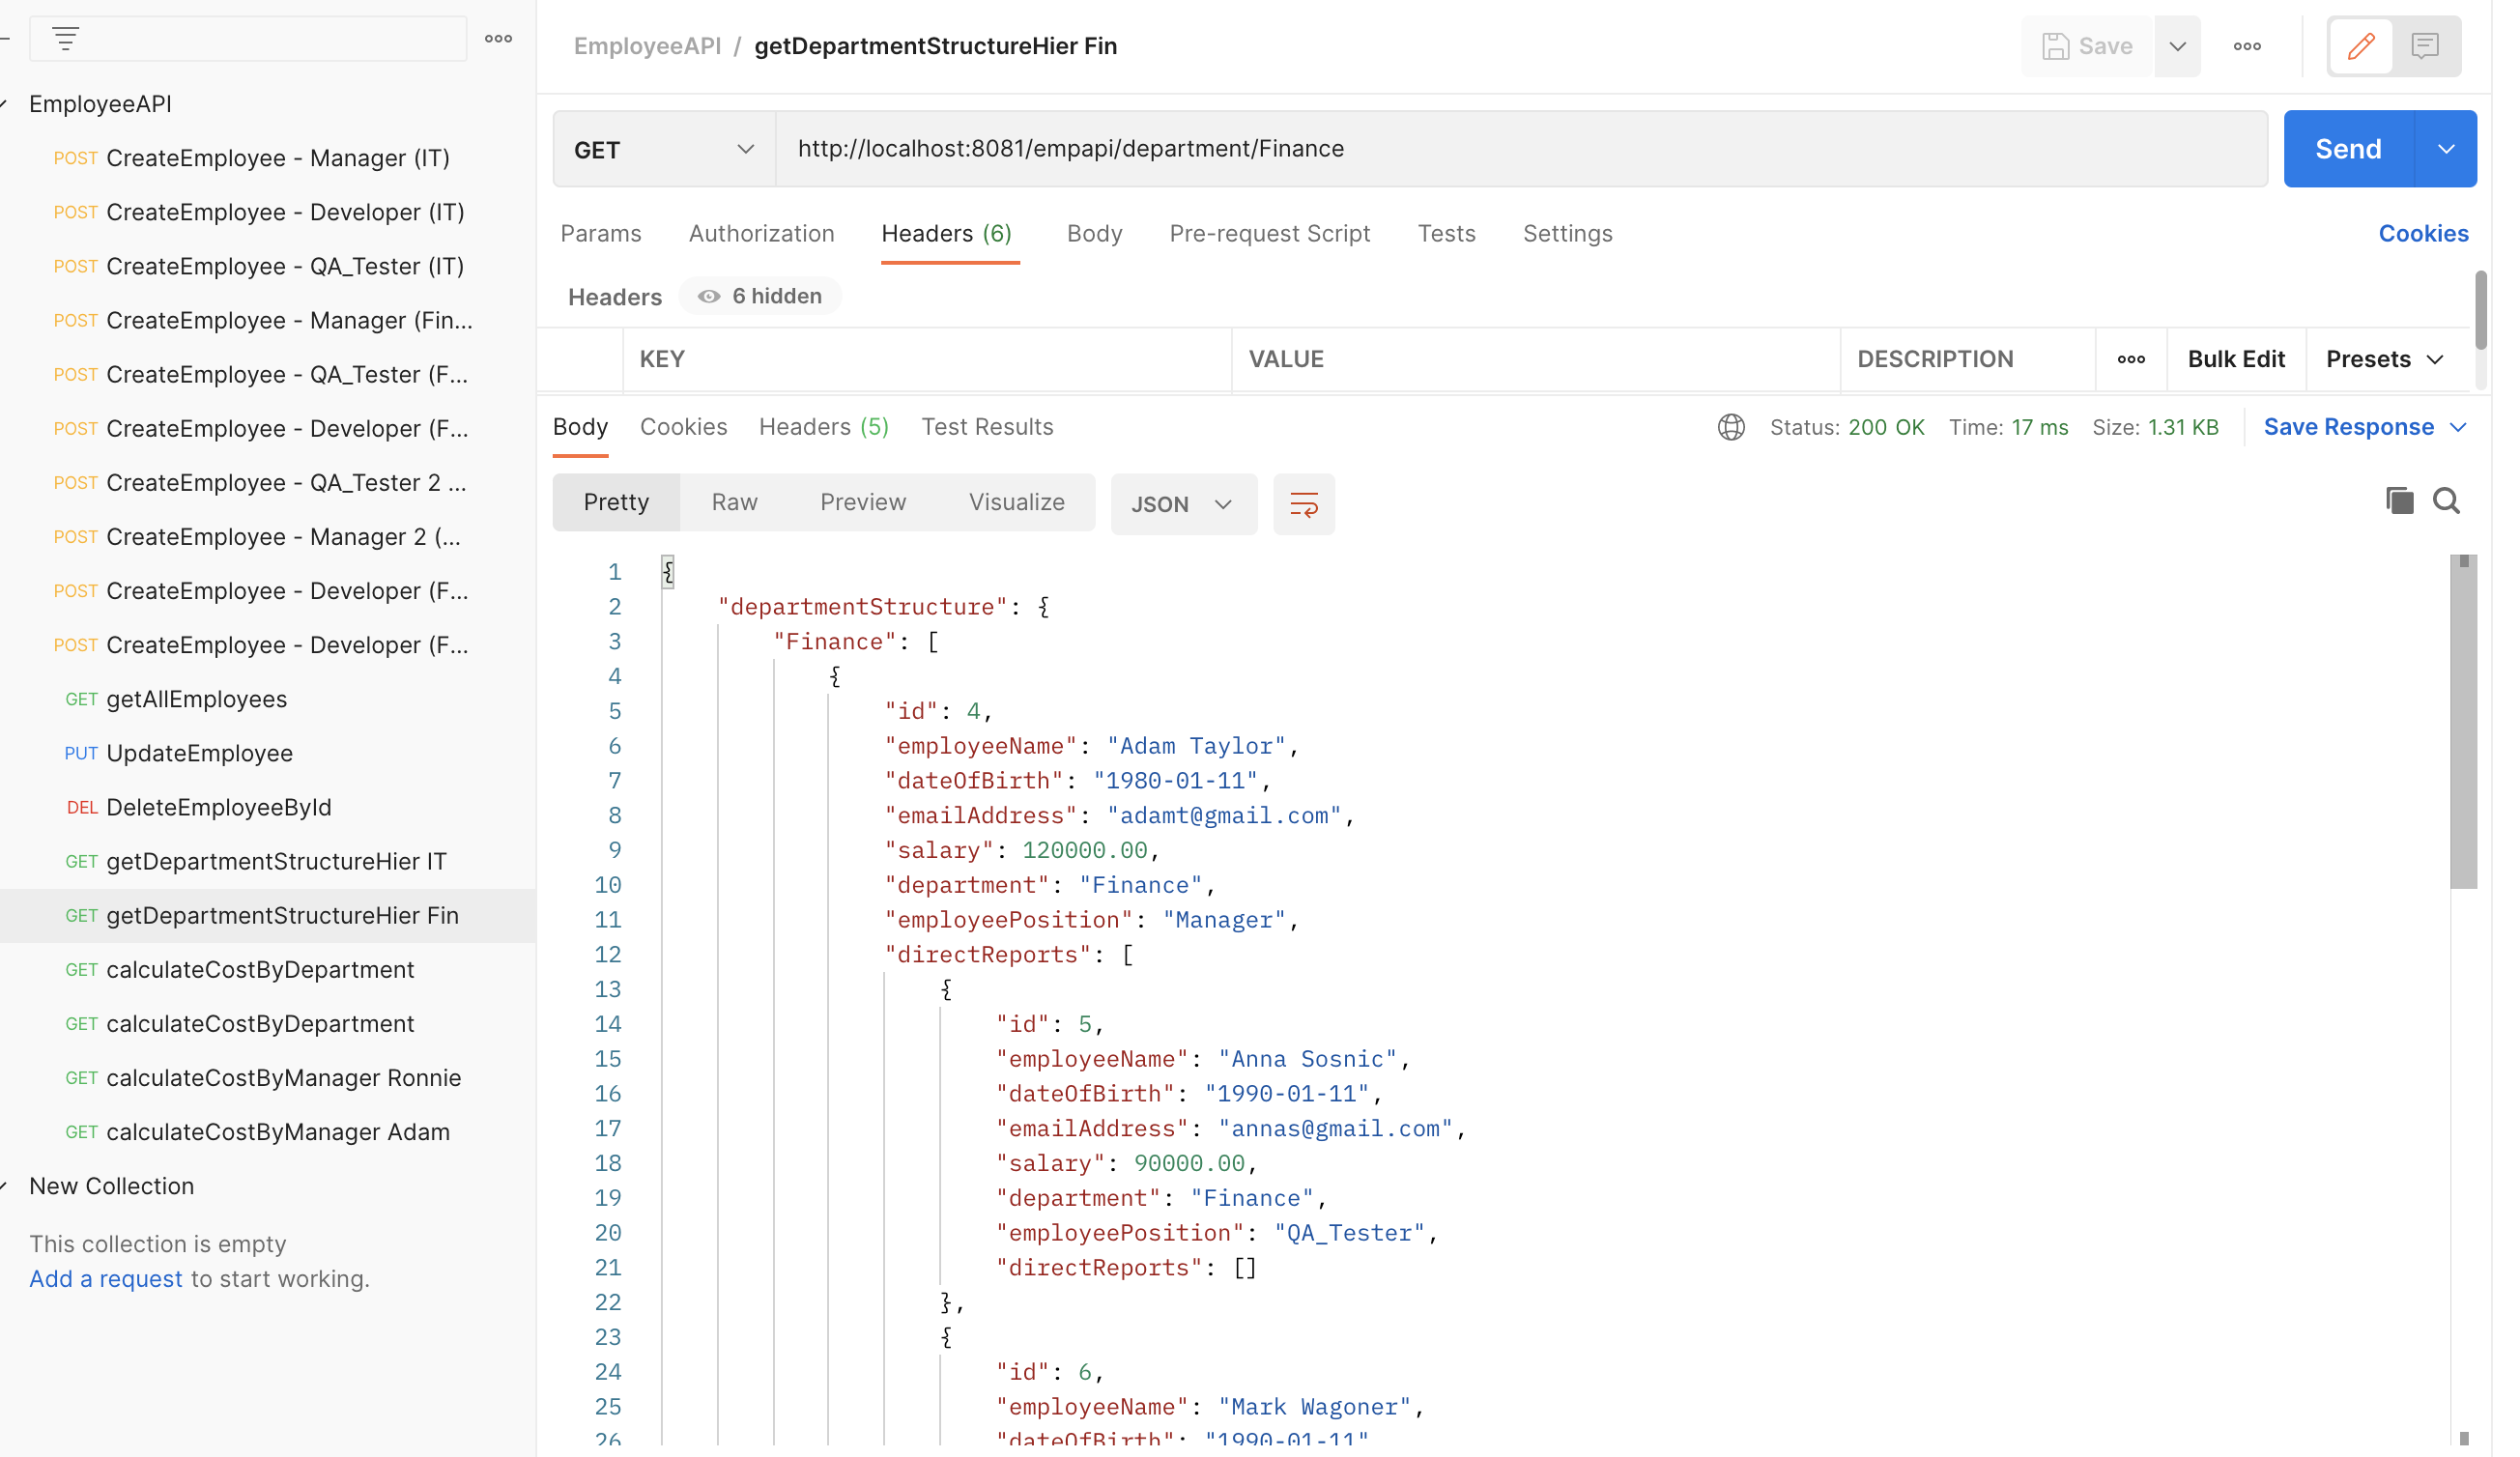 EmployeeAPI
POST CreateEmployee - Manager (IT)
POST CreateEmployee - Developer (IT)
POST CreateEmployee - QA_Tester (IT)
POST CreateEmployee - Manager (Fin...
POST CreateEmployee - QA_Tester (F...
POST CreateEmployee - Developer (F...
POST CreateEmployee - QA_Tester 2 ...
POST CreateEmployee - Manager 2 (...
POST CreateEmployee - Developer (F...
POST CreateEmployee - Developer (F...
GET getAllEmployees
PUT UpdateEmployee
DEL DeleteEmployeeById
GET getDepartmentStructureHier IT
GET getDepartmentStructureHier Fin
GET calculateCostByDepartment
GET calculateCostByDepartment
GET calculateCostByManager Ronnie
GET calculateCostByManager Adam
New Collection
This collection is empty
Add a request to start working.
EmployeeAPI / getDepartmentStructureHier Fin
Save
GET http://localhost:8081/empapi/department/Finance Send
Params Authorization Headers (6) Body Pre-request Script Tests Settings Cookies
Headers 6 hidden
KEY VALUE DESCRIPTION Bulk Edit Presets
Body Cookies Headers (5) Test Results Status: 200 OK Time: 17 ms Size: 1.31 KB Save Response
Pretty Raw Preview Visualize JSON
1 {
2 "departmentStructure": {
3 "Finance": [
4 {
5 "id": 4,
6 "employeeName": "Adam Taylor",
7 "dateOfBirth": "1980-01-11",
8 "emailAddress": "adamt@gmail.com",
9 "salary": 120000.00,
10 "department": "Finance",
11 "employeePosition": "Manager",
12 "directReports": [
13 {
14 "id": 5,
15 "employeeName": "Anna Sosnic",
16 "dateOfBirth": "1990-01-11",
17 "emailAddress": "annas@gmail.com",
18 "salary": 90000.00,
19 "department": "Finance",
20 "employeePosition": "QA_Tester",
21 "directReports": []
22 },
23 {
24 "id": 6,
25 "employeeName": "Mark Wagoner",
26 "dateOfBirth": "1990-01-11"